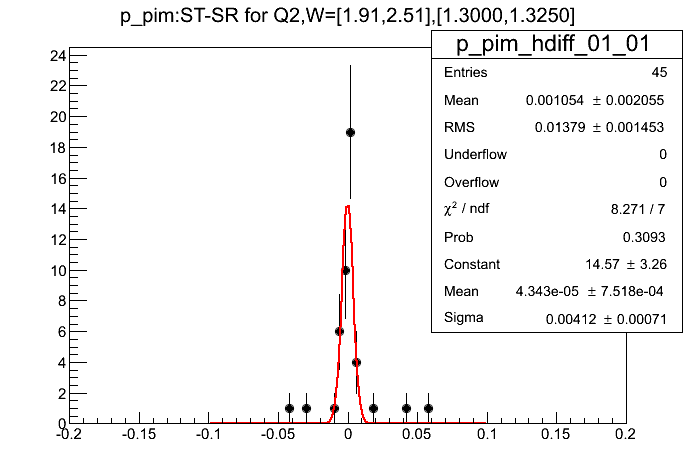 p_pim:ST-SR for Q2,W=[1.91,2.51],[1.3000,1.3250]
p_pim_hdiff_01_01
Entries 45
Mean 0.001054 ± 0.002055
RMS 0.01379 ± 0.001453
Underflow 0
Overflow 0
χ² / ndf 8.271 / 7
Prob 0.3093
Constant 14.57 ± 3.26
Mean 4.343e-05 ± 7.518e-04
Sigma 0.00412 ± 0.00071
24
22
20
18
16
14
12
10
8
6
4
2
0
-0.2 -0.15 -0.1 -0.05 0 0.05 0.1 0.15 0.2